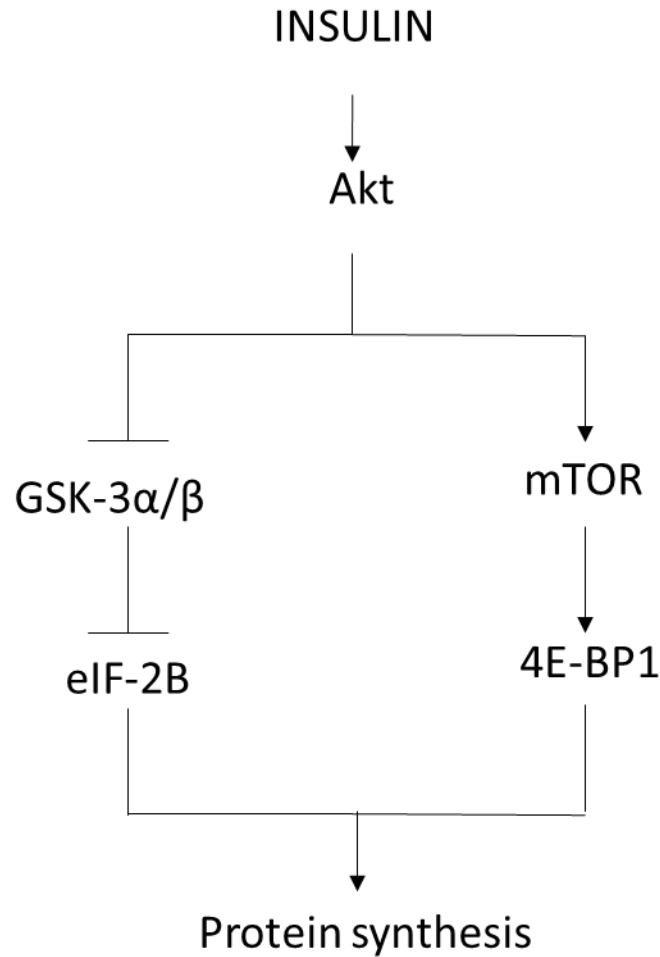 INSULIN
Akt
GSK-3α/β
mTOR
eIF-2B
4E-BP1
Protein synthesis